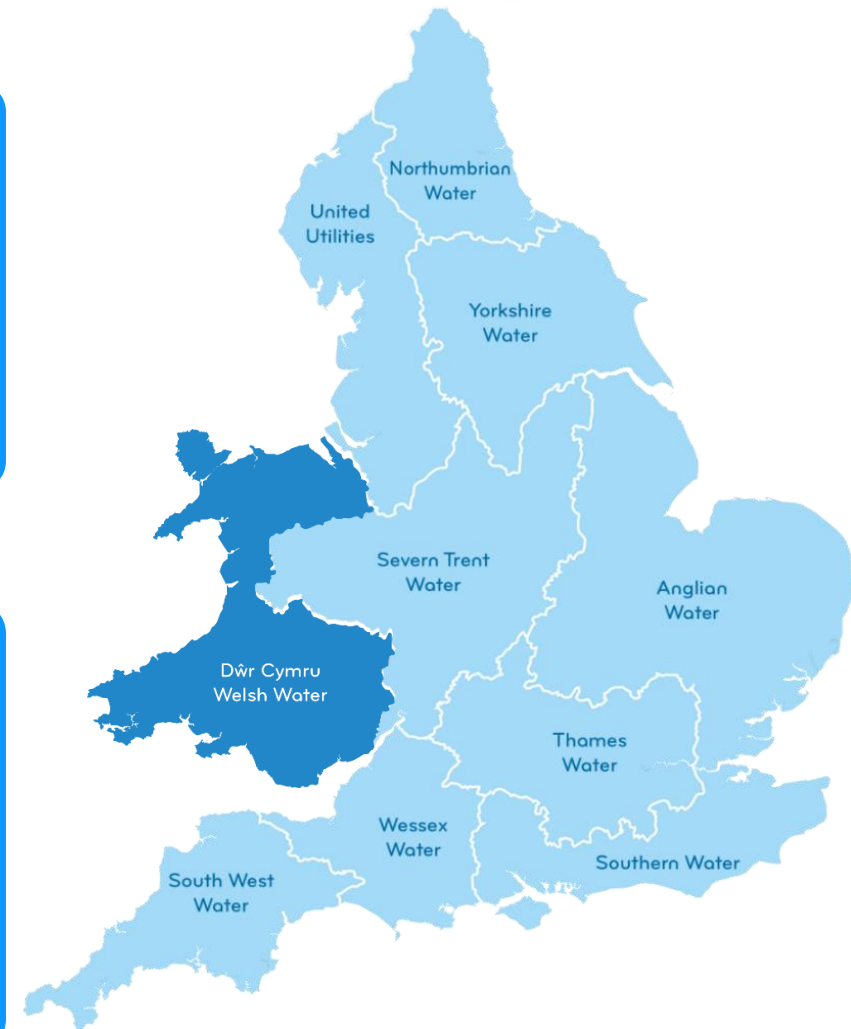 Northumbrian
Water
United
Utilities
Yorkshire
Water
Severn Trent
Water
Anglian
Water
Dŵr Cymru
Welsh Water
Thames
Water
Wessex
Water
Southern Water
South West
Water